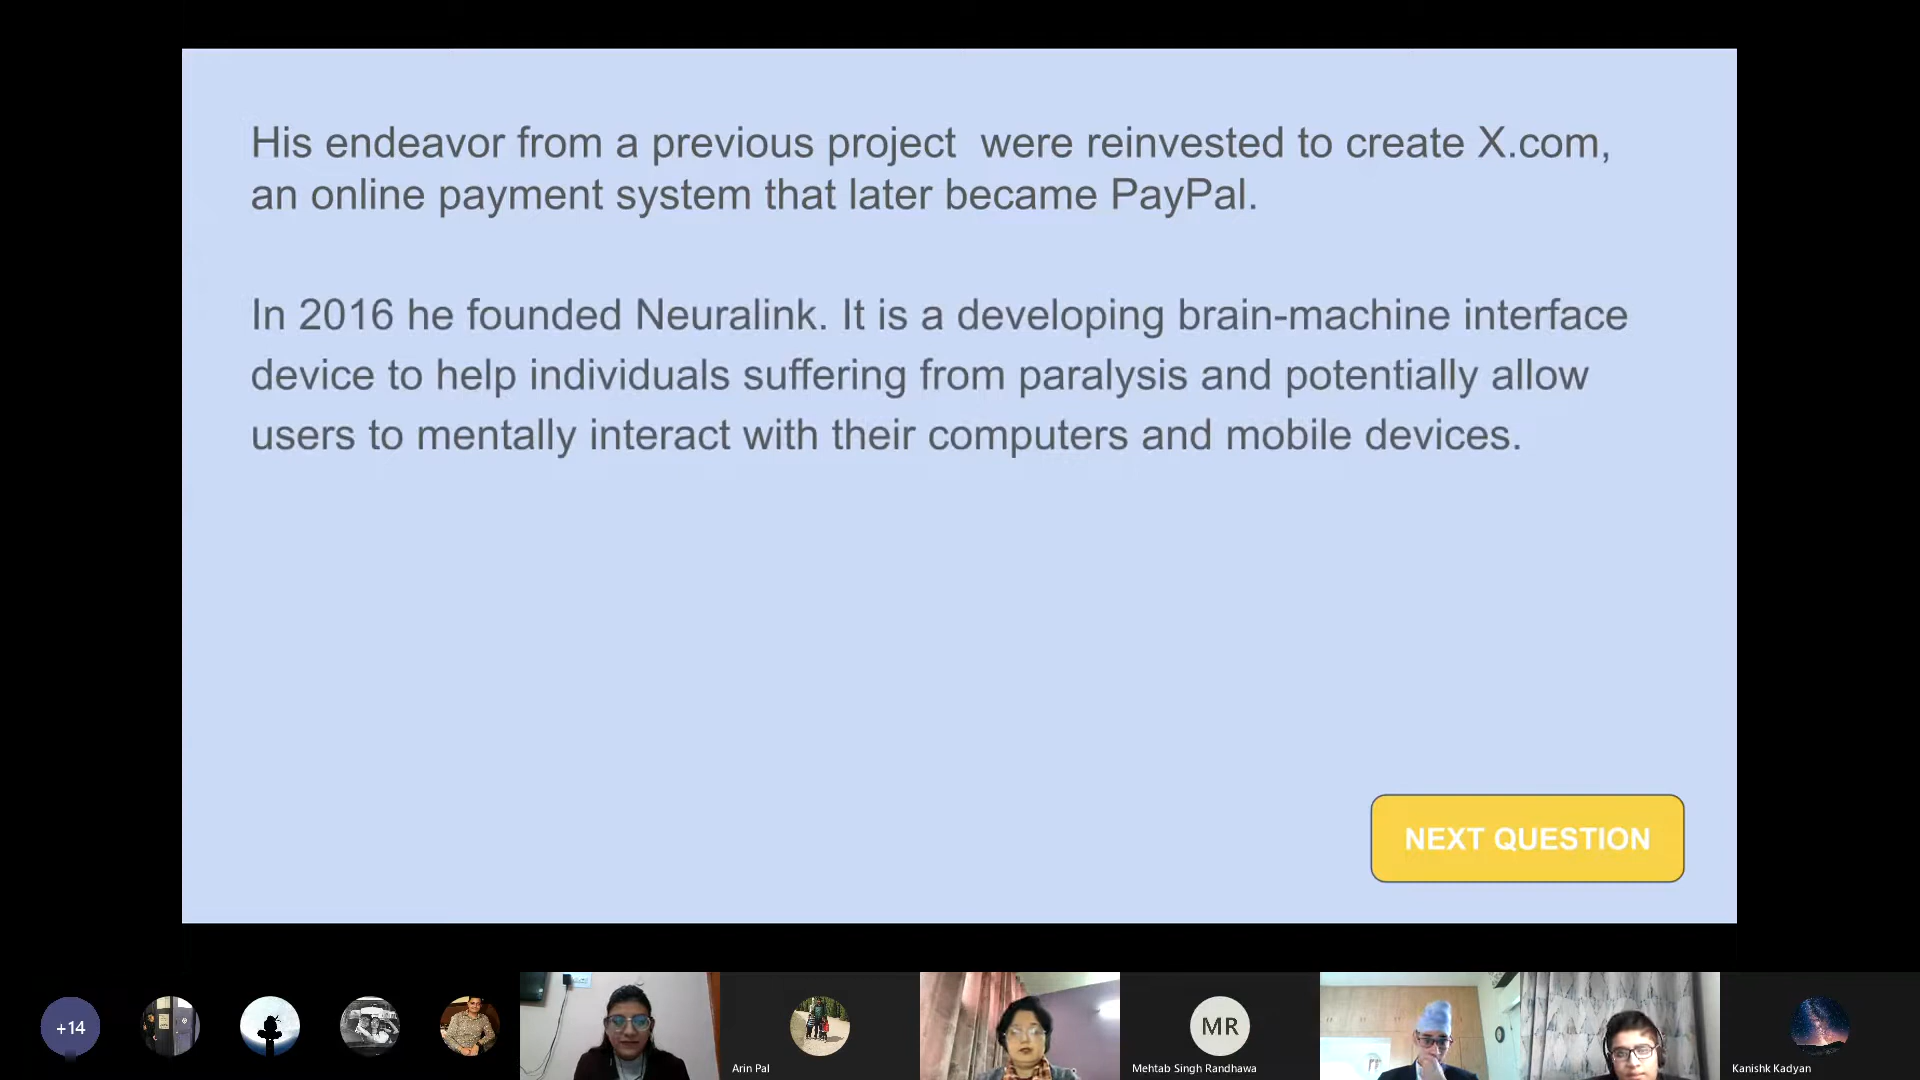 His endeavor from a previous project  were reinvested to create X.com,
an online payment system that later became PayPal.
In 2016 he founded Neuralink. It is a developing brain-machine interface
device to help individuals suffering from paralysis and potentially allow
users to mentally interact with their computers and mobile devices.
NEXT QUESTION
+14
MR
Arin Pal
Mehtab Singh Randhawa
Kanishk Kadyan